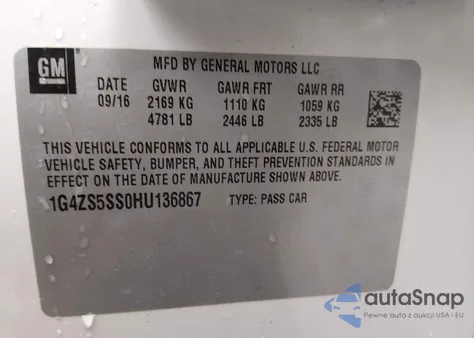 GM
MFD BY GENERAL MOTORS LLC
DATE GVWR GAWR FRT GAWR RR
09/16 2169 KG 1110 KG 1059 KG
4781 LB 2446 LB 2335 LB
THIS VEHICLE CONFORMS TO ALL APPLICABLE U.S. FEDERAL MOTOR
VEHICLE SAFETY, BUMPER, AND THEFT PREVENTION STANDARDS IN
EFFECT ON THE DATE OF MANUFACTURE SHOWN ABOVE.
1G4ZS5SS0HU136867 TYPE: PASS CAR
autoSnap
Pewne auta z aukcji USA i EU